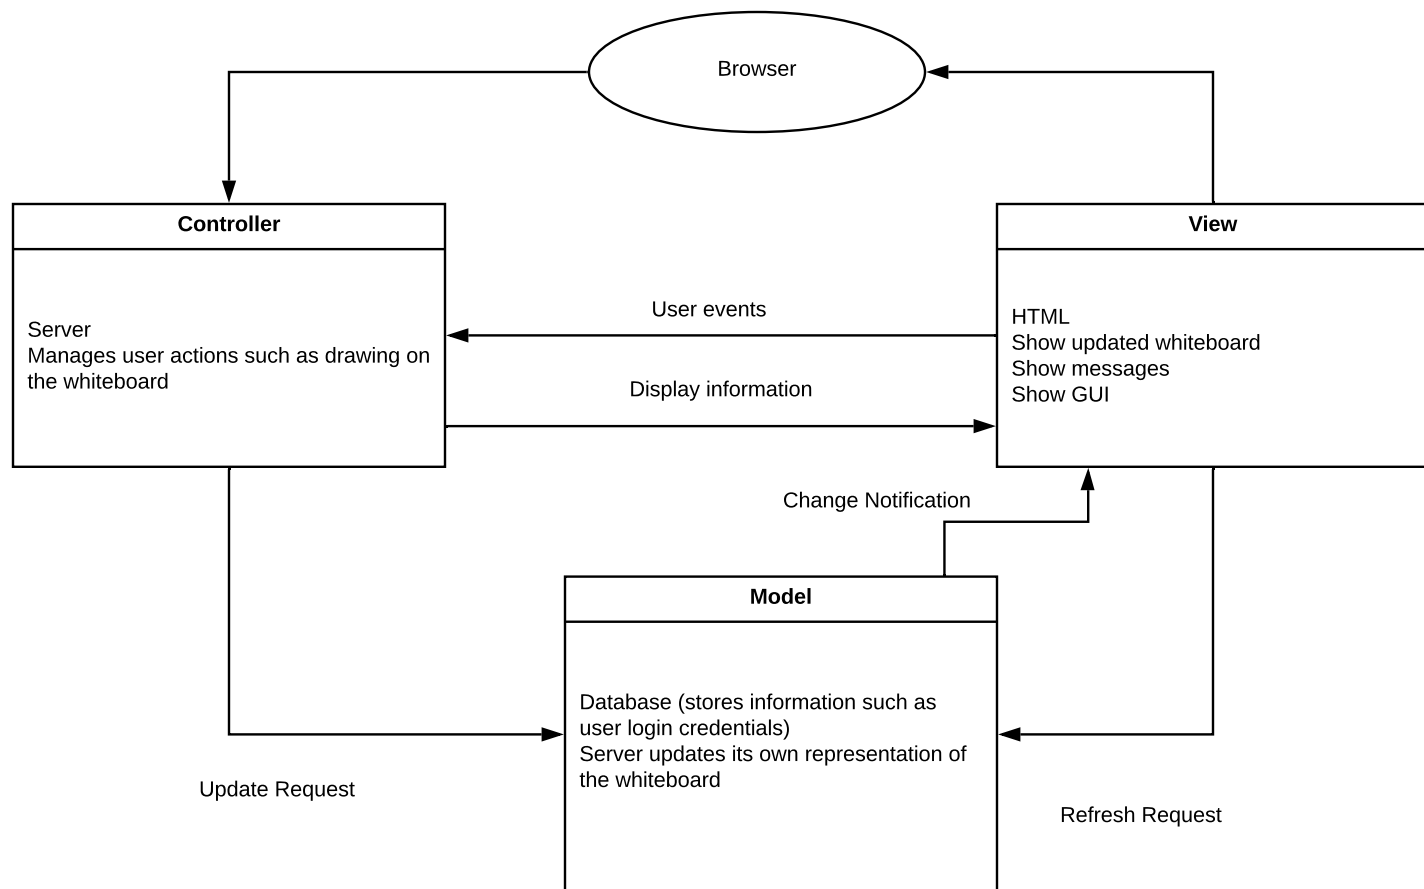 Browser
Controller
View
Server
Manages user actions such as drawing on
the whiteboard
User events
Display information
HTML
Show updated whiteboard
Show messages
Show GUI
Change Notification
Model
Database (stores information such as
user login credentials)
Server updates its own representation of
the whiteboard
Update Request
Refresh Request